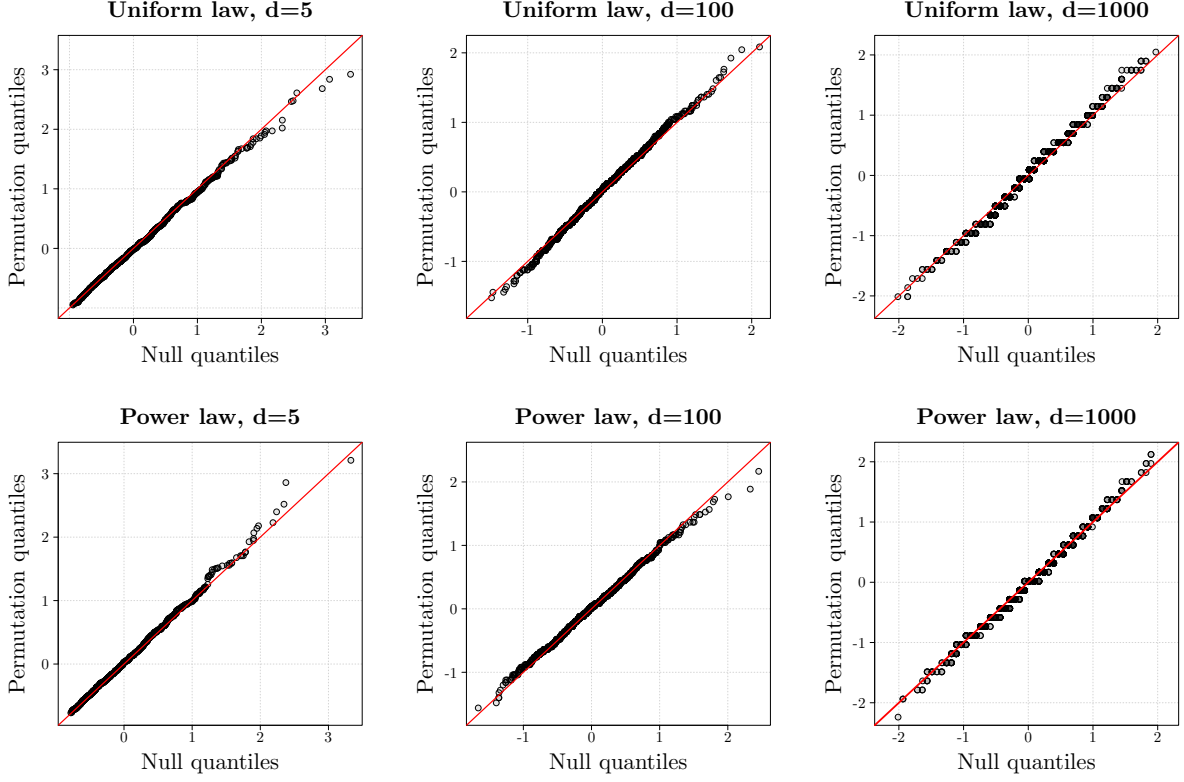 Uniform law, d=5
Permutation quantiles
3
2
1
0
0
1
2
3
Null quantiles
Uniform law, d=100
Permutation quantiles
2
1
0
-1
-1
0
1
2
Null quantiles
Uniform law, d=1000
Permutation quantiles
2
1
0
-1
-2
-2
-1
0
1
2
Null quantiles
Power law, d=5
Permutation quantiles
3
2
1
0
0
1
2
3
Null quantiles
Power law, d=100
Permutation quantiles
2
1
0
-1
-1
0
1
2
Null quantiles
Power law, d=1000
Permutation quantiles
2
1
0
-1
-2
-2
-1
0
1
2
Null quantiles